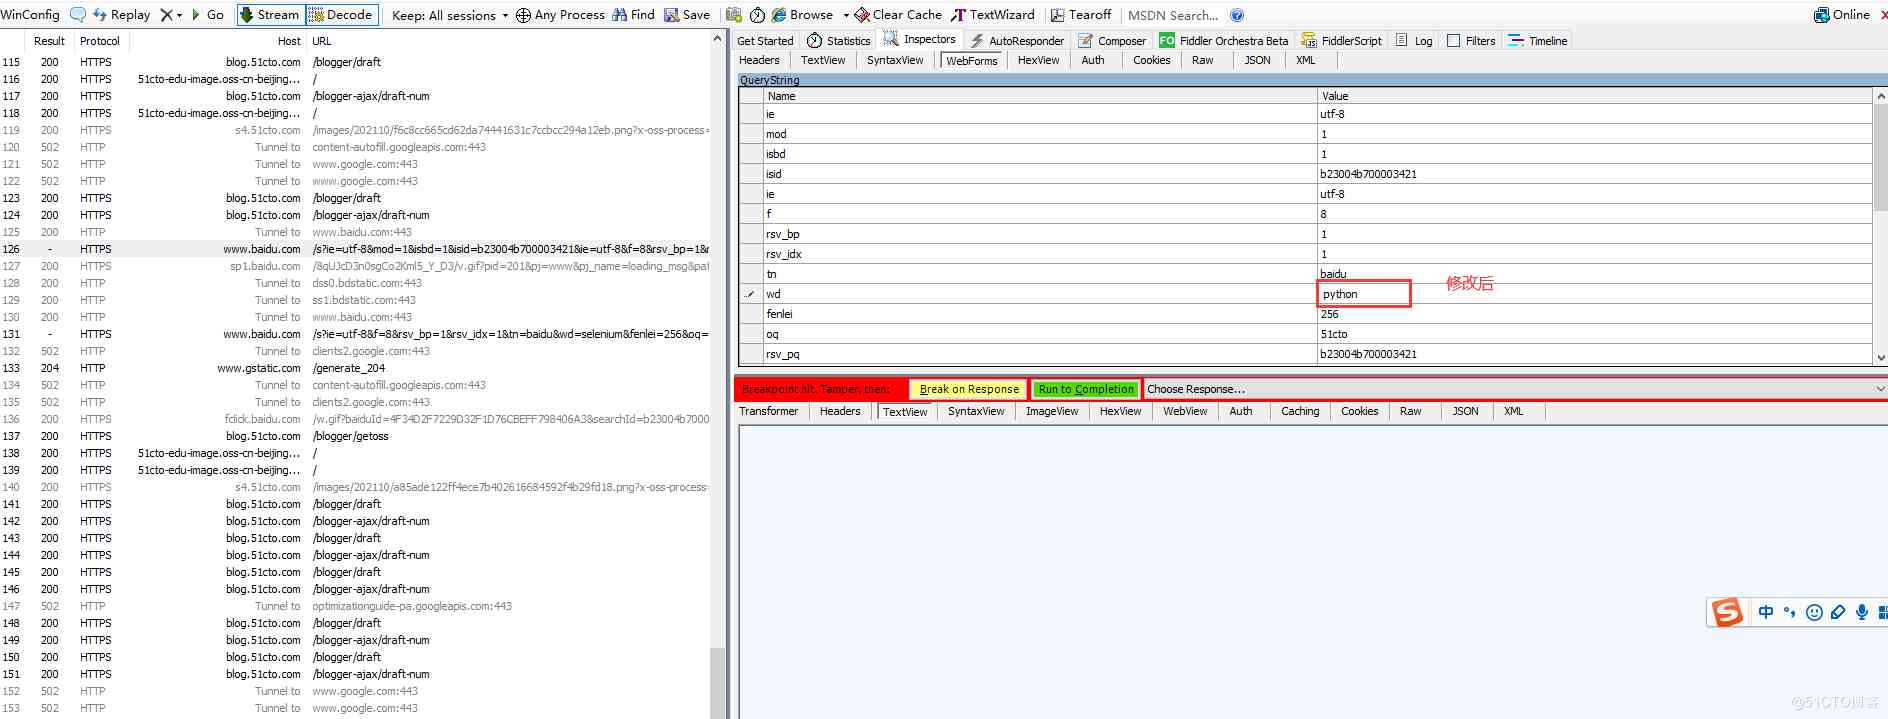 WinConfig Replay Go Stream Decode Keep: All sessions Any Process Find Save Browse Clear Cache TextWizard Tearoff MSDN Search... Online
Result Protocol Host URL
115 200 HTTPS blog.51cto.com /blogger/draft
116 200 HTTPS 51cto-edu-image.oss-cn-beijing... /
117 200 HTTPS blog.51cto.com /blogger-ajax/draft-num
118 200 HTTPS 51cto-edu-image.oss-cn-beijing... /
119 200 HTTPS s4.51cto.com /images/202110/f6c8cc665cd62da74441631c7ccbcc294a12eb.png?x-oss-process=
120 502 HTTP Tunnel to content-autofill.googleapis.com:443
121 502 HTTP Tunnel to www.google.com:443
122 502 HTTP Tunnel to www.google.com:443
123 200 HTTPS blog.51cto.com /blogger/draft
124 200 HTTPS blog.51cto.com /blogger-ajax/draft-num
125 200 HTTP Tunnel to www.baidu.com:443
126 - HTTPS www.baidu.com /s?ie=utf-8&mod=1&isbd=1&isid=b23004b700003421&ie=utf-8&f=8&rsv_bp=1&r
127 200 HTTPS sp1.baidu.com /8qUJcD3n0sgCo2Kml5_Y_D3/v.gif?pid=201&pj=www&pj_name=loading_msg&pat
128 200 HTTP Tunnel to dss0.bdstatic.com:443
129 200 HTTP Tunnel to ss1.bdstatic.com:443
130 200 HTTP Tunnel to www.baidu.com:443
131 - HTTPS www.baidu.com /s?ie=utf-8&f=8&rsv_bp=1&rsv_idx=1&tn=baidu&wd=selenium&fenlei=256&oq=
132 502 HTTP Tunnel to clients2.google.com:443
133 204 HTTPS www.gstatic.com /generate_204
134 502 HTTP Tunnel to content-autofill.googleapis.com:443
135 502 HTTP Tunnel to clients2.google.com:443
136 200 HTTPS fclick.baidu.com /w.gif?baiduId=4F34D2F7229D32F1D76CBEFF798406A3&searchId=b23004b7000
137 200 HTTPS blog.51cto.com /blogger/getoss
138 200 HTTPS 51cto-edu-image.oss-cn-beijing... /
139 200 HTTPS 51cto-edu-image.oss-cn-beijing... /
140 200 HTTPS s4.51cto.com /images/202110/a85ade122ff4ece7b402616684592f4b29fd18.png?x-oss-process=
141 200 HTTPS blog.51cto.com /blogger/draft
142 200 HTTPS blog.51cto.com /blogger-ajax/draft-num
143 200 HTTPS blog.51cto.com /blogger/draft
144 200 HTTPS blog.51cto.com /blogger-ajax/draft-num
145 200 HTTPS blog.51cto.com /blogger/draft
146 200 HTTPS blog.51cto.com /blogger-ajax/draft-num
147 502 HTTP Tunnel to optimizationguide-pa.googleapis.com:443
148 200 HTTPS blog.51cto.com /blogger/draft
149 200 HTTPS blog.51cto.com /blogger-ajax/draft-num
150 200 HTTPS blog.51cto.com /blogger/draft
151 200 HTTPS blog.51cto.com /blogger-ajax/draft-num
152 502 HTTP Tunnel to www.google.com:443
153 502 HTTP Tunnel to www.google.com:443
Get Started Statistics Inspectors AutoResponder Composer FO Fiddler Orchestra Beta FiddlerScript Log Filters Timeline
Headers TextView SyntaxView WebForms HexView Auth Cookies Raw JSON XML
QueryString
Name Value
ie utf-8
mod 1
isbd 1
isid b23004b700003421
ie utf-8
f 8
rsv_bp 1
rsv_idx 1
tn baidu
wd python 修改后
fenlei 256
oq 51cto
rsv_pq b23004b700003421
Breakpoint hit. Tamper, then: Break on Response Run to Completion Choose Response...
Transformer Headers TextView SyntaxView ImageView HexView WebView Auth Caching Cookies Raw JSON XML
S 中
@51CTO博客